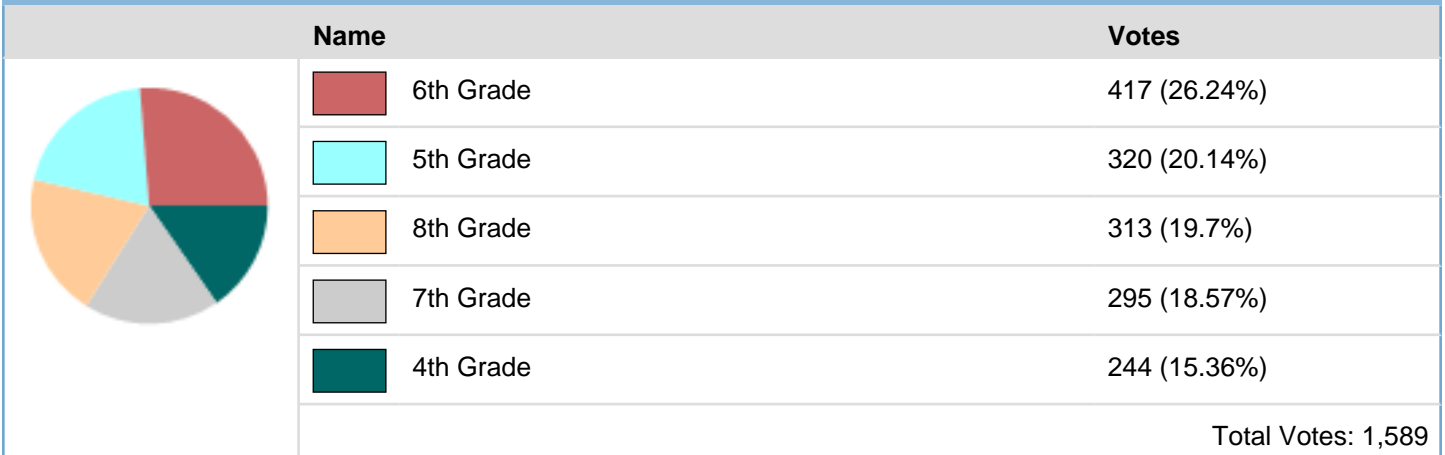 Name Votes
6th Grade 417 (26.24%)
5th Grade 320 (20.14%)
8th Grade 313 (19.7%)
7th Grade 295 (18.57%)
4th Grade 244 (15.36%)
Total Votes: 1,589